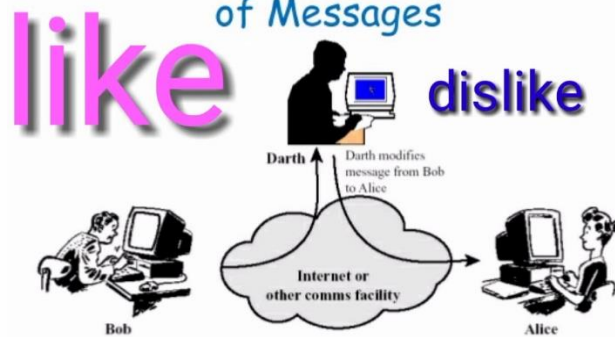 of Messages
like
dislike
Darth
Darth modifies
message from Bob
to Alice
Internet or
other comms facility
Bob
Alice